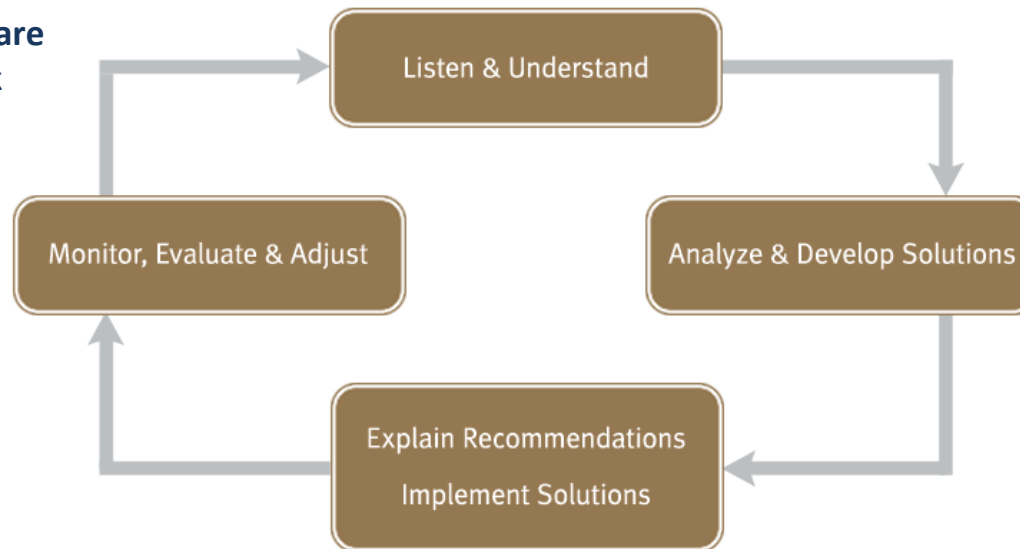 are
Listen & Understand
Monitor, Evaluate & Adjust
Analyze & Develop Solutions
Explain Recommendations
Implement Solutions